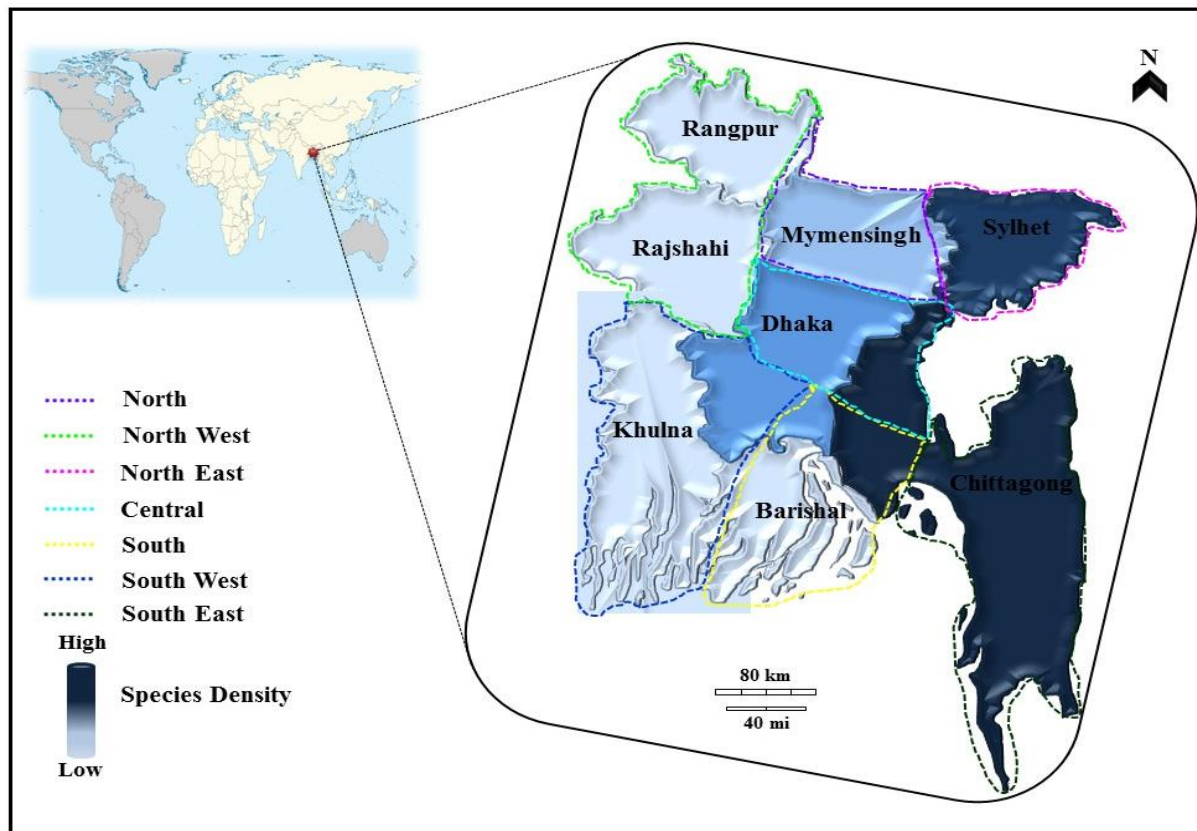 N
Rangpur
Rajshahi
Mymensingh
Sylhet
Dhaka
Khulna
Barishal
Chittagong
North
North West
North East
Central
South
South West
South East
High
Species Density
Low
80 km
40 mi